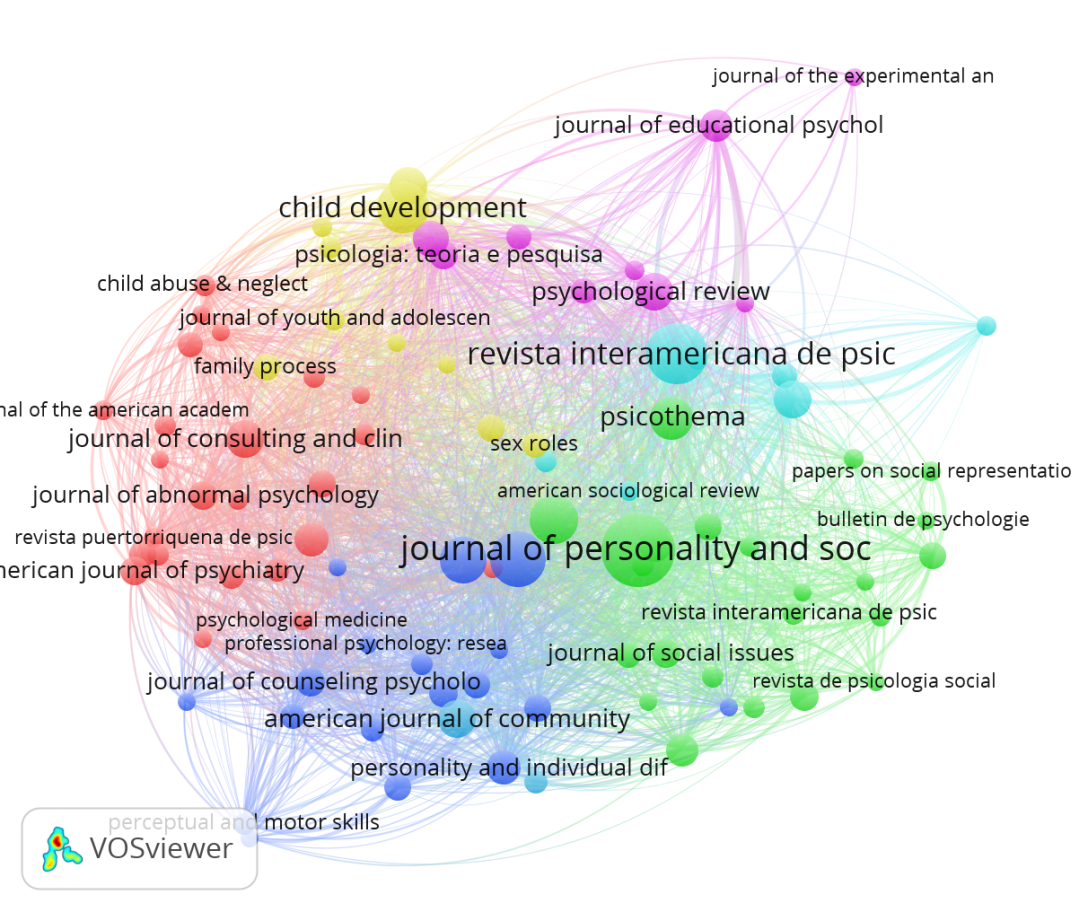 journal of the experimental an
journal of educational psychol
child development
psicologia: teoria e pesquisa
child abuse & neglect
psychological review
journal of youth and adolescen
revista interamericana de psic
family process
nal of the american academ
psicothema
journal of consulting and clin
sex roles
papers on social representatio
american sociological review
journal of abnormal psychology
bulletin de psychologie
revista puertorriquena de psic
journal of personality and soc
merican journal of psychiatry
revista interamericana de psic
psychological medicine
professional psychology: resea
journal of social issues
journal of counseling psycholo
revista de psicologia social
american journal of community
personality and individual dif
perceptual and motor skills
VOSviewer